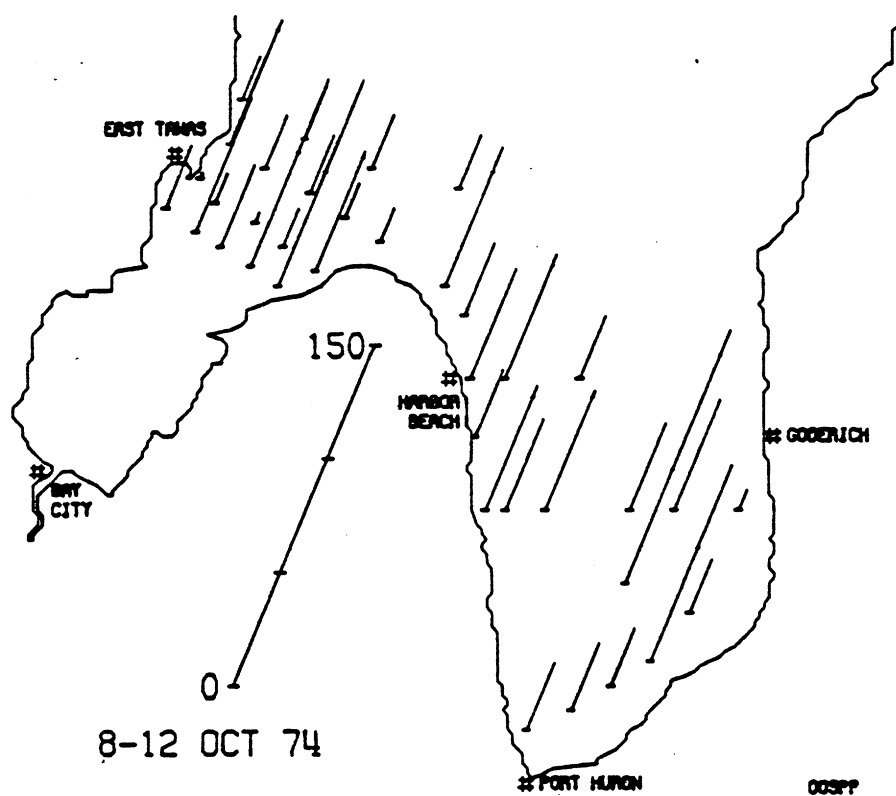 EAST TAWAS
150
HARBOR
BEACH
GODERICH
BAY
CITY
0
8-12 OCT 74
PORT HURON
OOSPP